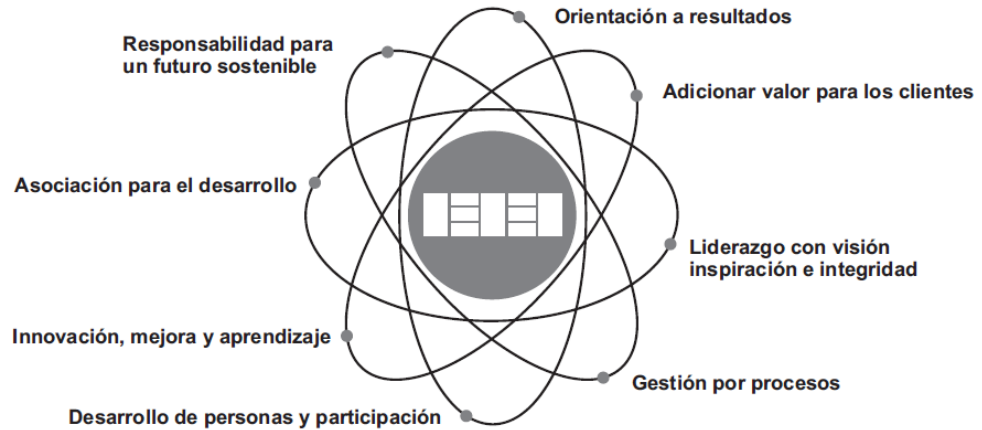 Orientación a resultados
Responsabilidad para
un futuro sostenible
Adicionar valor para los clientes
Asociación para el desarrollo
Liderazgo con visión
inspiración e integridad
Innovación, mejora y aprendizaje
Gestión por procesos
Desarrollo de personas y participación